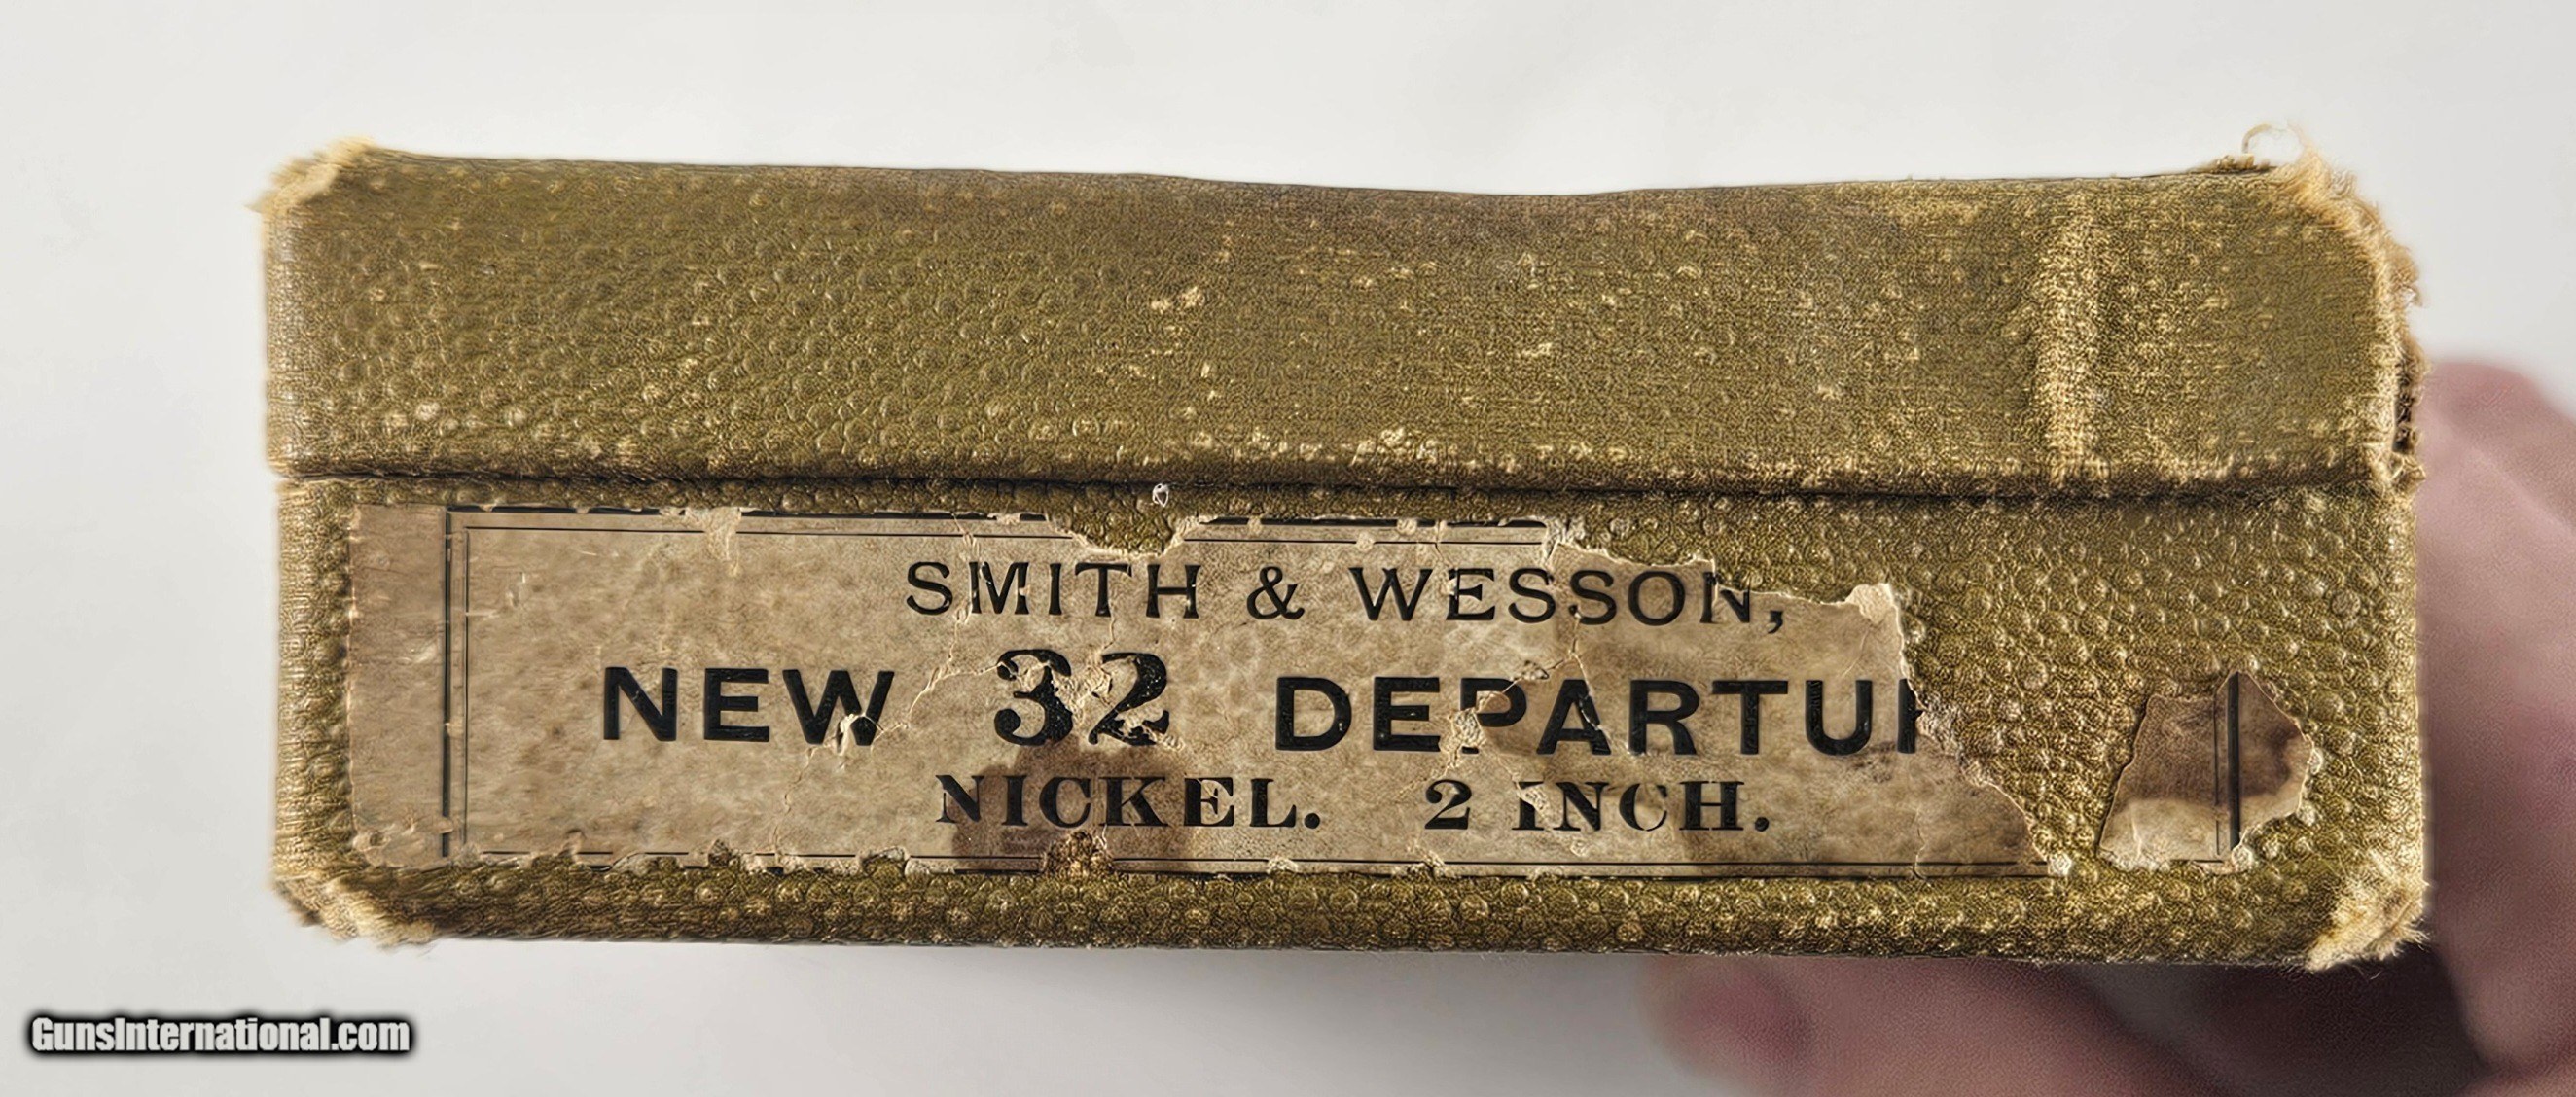 SMITH & WESSON,
NEW 32 DEPARTU
NICKEL. 2 INCH.
GunsInternational.com